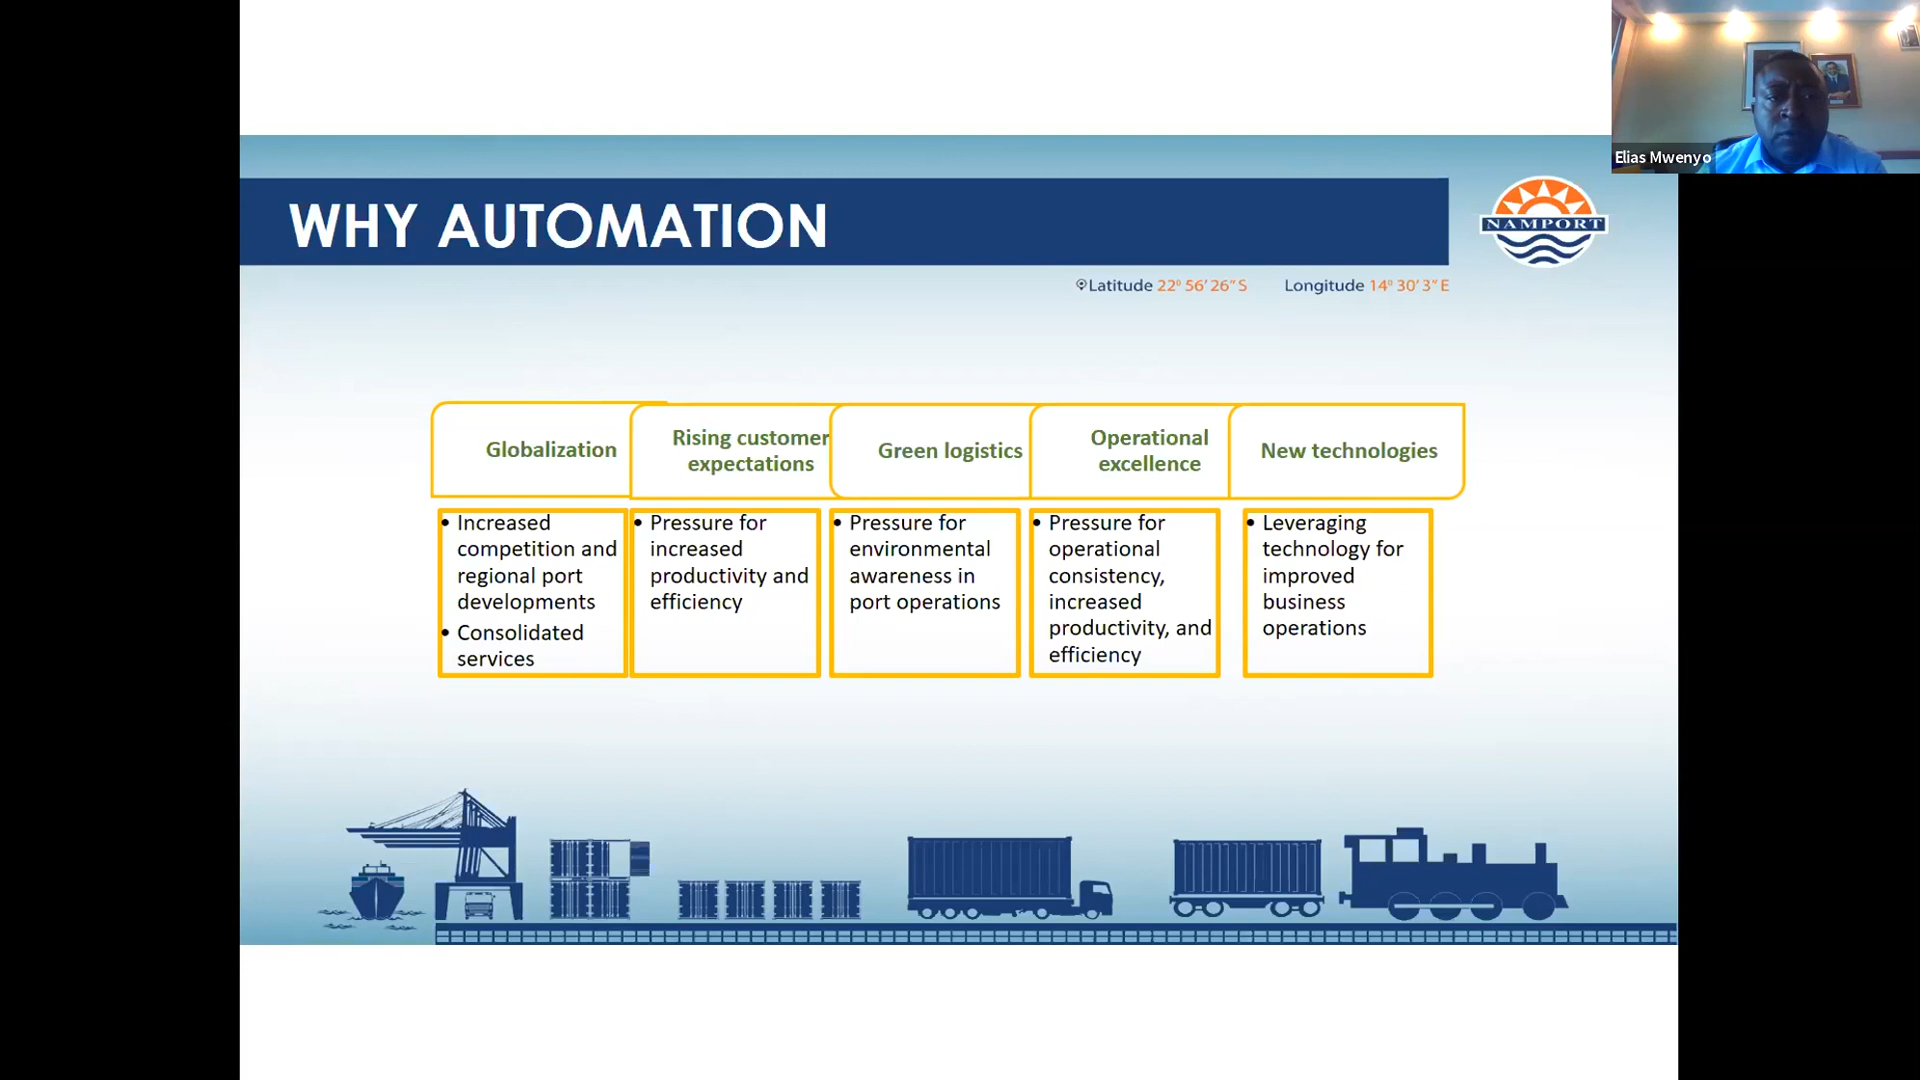 Elias Mwenyo
WHY AUTOMATION
NAMPORT
Latitude 22° 56' 26" S Longitude 14° 30' 3" E
Globalization
Rising customer
expectations
Green logistics
Operational
excellence
New technologies
• Increased
competition and
regional port
developments
• Consolidated
services
• Pressure for
increased
productivity and
efficiency
• Pressure for
environmental
awareness in
port operations
• Pressure for
operational
consistency,
increased
productivity, and
efficiency
• Leveraging
technology for
improved
business
operations